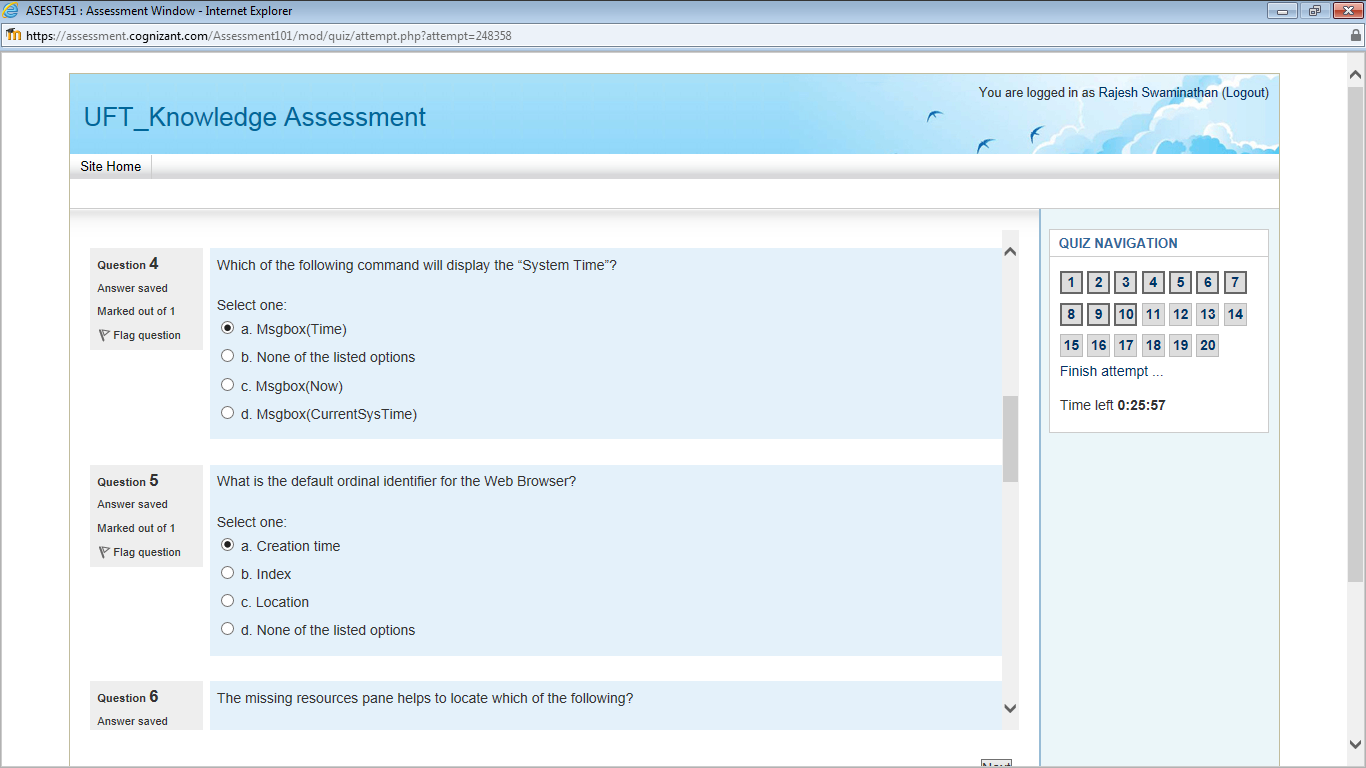 ASEST451 : Assessment Window - Internet Explorer
https://assessment.cognizant.com/Assessment101/mod/quiz/attempt.php?attempt=248358
You are logged in as Rajesh Swaminathan (Logout)
UFT_Knowledge Assessment
Site Home
Question 4
Answer saved
Marked out of 1
Flag question
Which of the following command will display the “System Time”?
Select one:
a. Msgbox(Time)
b. None of the listed options
c. Msgbox(Now)
d. Msgbox(CurrentSysTime)
Question 5
Answer saved
Marked out of 1
Flag question
What is the default ordinal identifier for the Web Browser?
Select one:
a. Creation time
b. Index
c. Location
d. None of the listed options
Question 6
Answer saved
The missing resources pane helps to locate which of the following?
Next
QUIZ NAVIGATION
1 2 3 4 5 6 7
8 9 10 11 12 13 14
15 16 17 18 19 20
Finish attempt ...
Time left 0:25:57